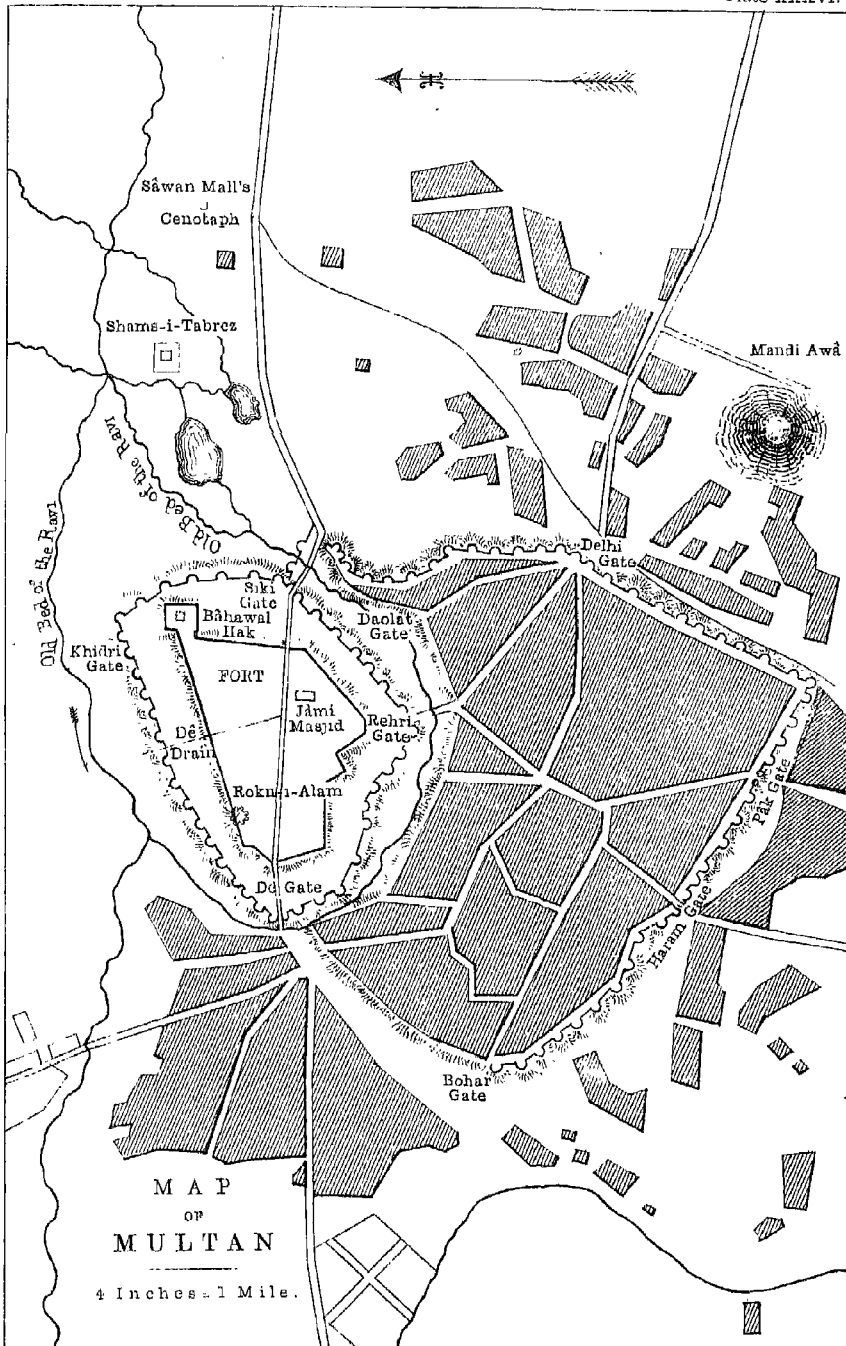 Sâwan Mall's
Cenotaph
Shams-i-Tabrez
Mandi Awâ
Old Bed of the Ravi
Old Bed of the Ravi
Delhi
Gate
Siki
Gate
Bâhawal
Hak
Daolat
Gate
Khidri
Gate
FORT
Jâmi
Masjid
Rehri
Gate
Dê
Drain
Rokn-i-Alam
Pâk Gate
De Gate
Haram Gate
Bohar
Gate
MAP
OF
MULTAN
4 Inches = 1 Mile.